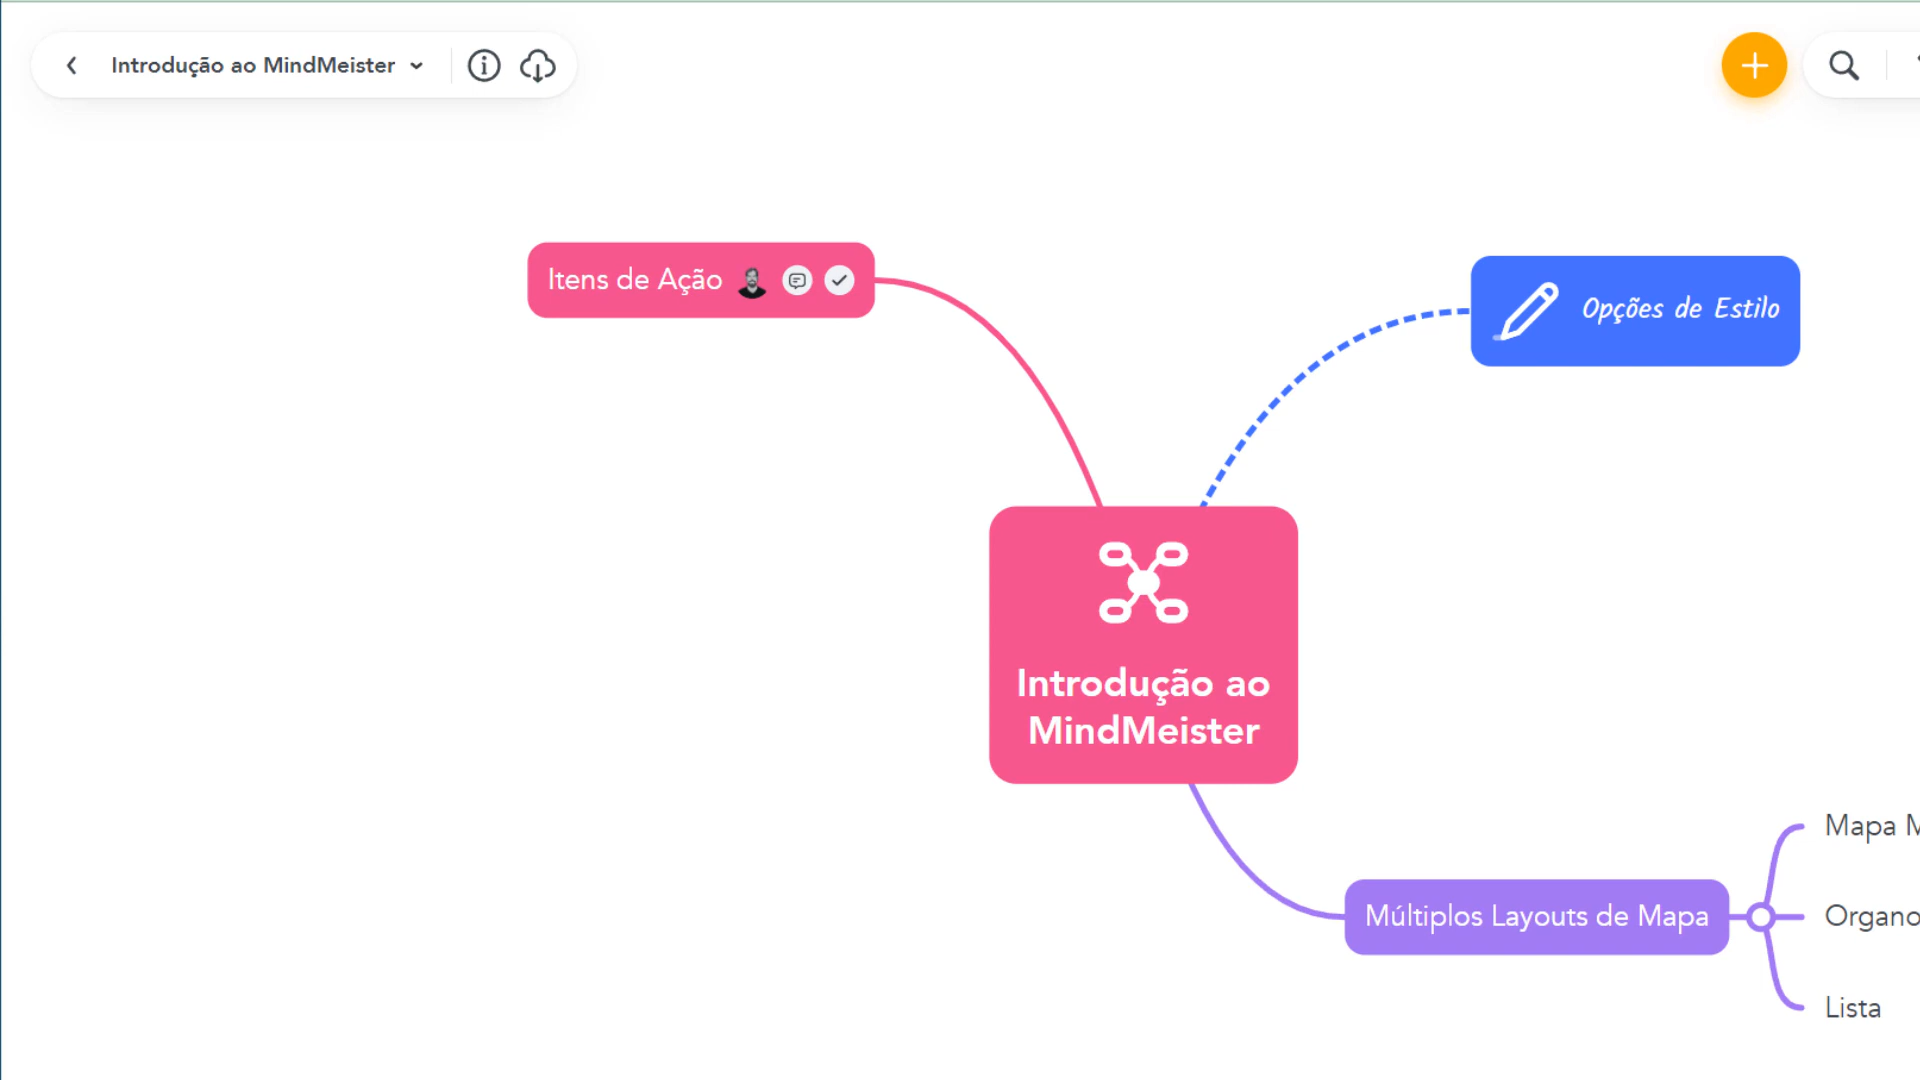 Introdução ao MindMeister
Itens de Ação
Opções de Estilo
Introdução ao
MindMeister
Múltiplos Layouts de Mapa
Mapa
Organo
Lista